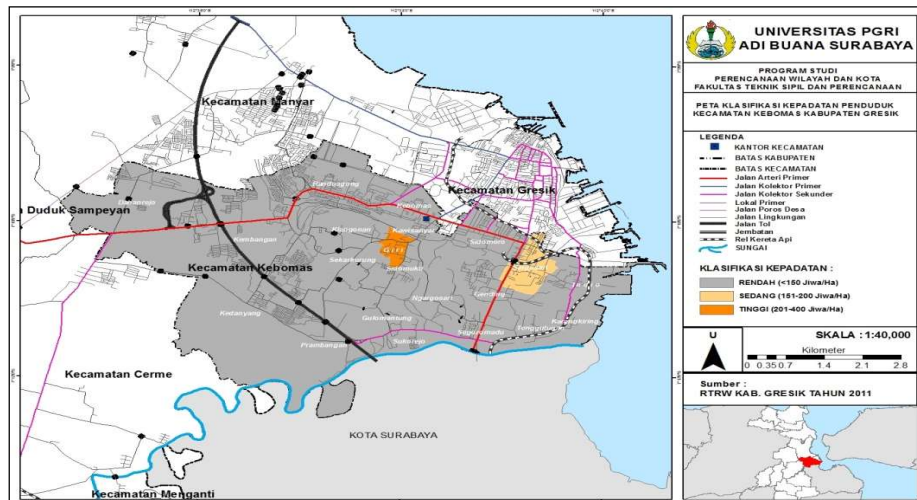 Kecamatan Manyar
Kecamatan Gresik
Duduk Sampeyan
Kecamatan Kebomas
Kecamatan Cerme
KOTA SURABAYA
Kecamatan Menganti
Kembangan
Klangonan
Sekarkurung
Giri
Sidomukti
Ngargosari
Gending
Gulomantung
Kedanyang
Prambangan
Sukorejo
Segoromadu
Karangkiring
UNIVERSITAS PGRI
ADI BUANA SURABAYA
PROGRAM STUDI
PERENCANAAN WILAYAH DAN KOTA
FAKULTAS TEKNIK SIPIL DAN PERENCANAAN
PETA KLASIFIKASI KEPADATAN PENDUDUK
KECAMATAN KEBOMAS KABUPATEN GRESIK
LEGENDA
KANTOR KECAMATAN
BATAS KABUPATEN
BATAS KECAMATAN
Jalan Arteri Primer
Jalan Kolektor Primer
Jalan Kolektor Sekunder
Lokal Primer
Jalan Poros Desa
Jalan Lingkungan
Jalan Tol
Jembatan
Rel Kereta Api
SUNGAI
KLASIFIKASI KEPADATAN :
RENDAH (<150 Jiwa/Ha)
SEDANG (151-200 Jiwa/Ha)
TINGGI (201-400 Jiwa/Ha)
U
SKALA : 1:40,000
Kilometer
0 0.35 0.7 1.4 2.1 2.8
Sumber :
RTRW KAB. GRESIK TAHUN 2011